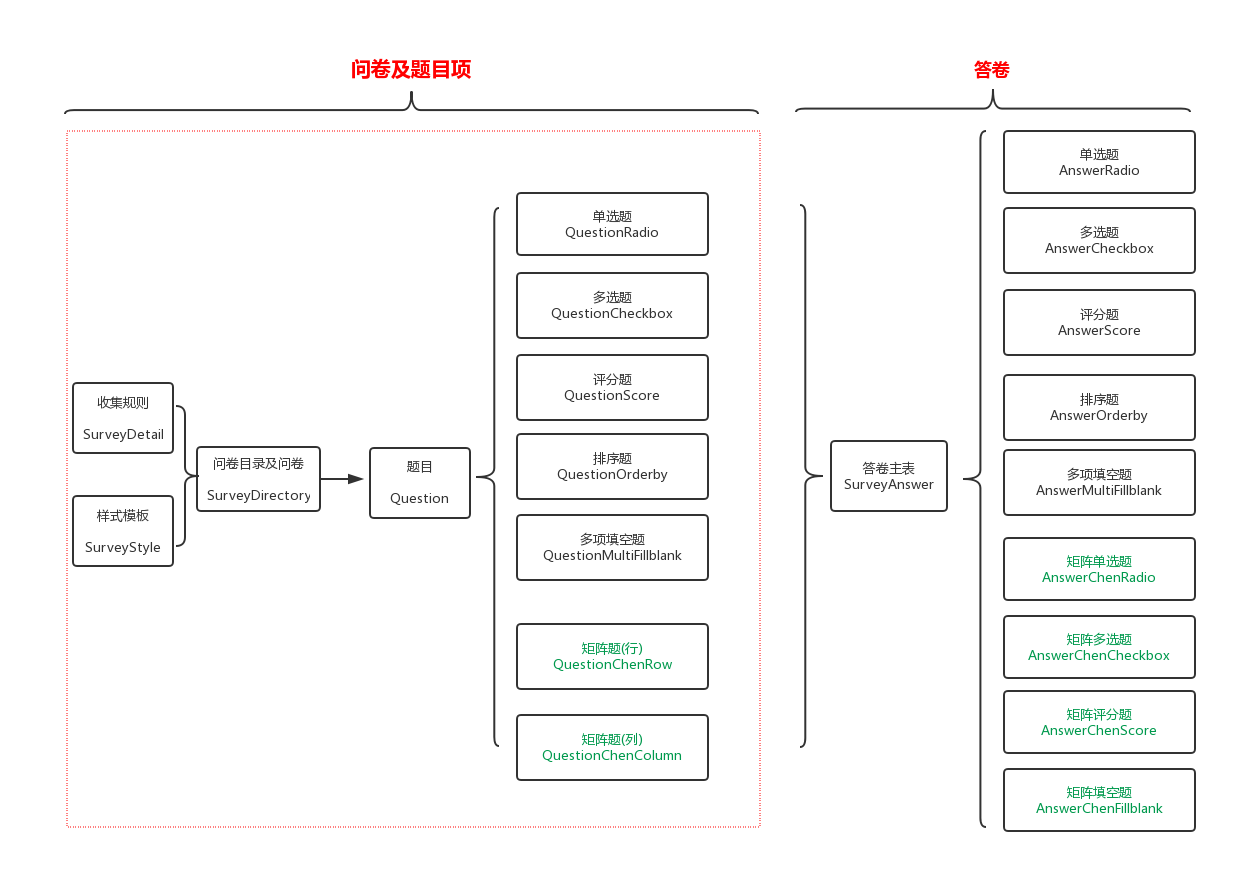 问卷及题目项
答卷
收集规则
SurveyDetail
样式模板
SurveyStyle
问卷目录及问卷
SurveyDirectory
题目
Question
单选题
QuestionRadio
多选题
QuestionCheckbox
评分题
QuestionScore
排序题
QuestionOrderby
多项填空题
QuestionMultiFillblank
矩阵题(行)
QuestionChenRow
矩阵题(列)
QuestionChenColumn
答卷主表
SurveyAnswer
单选题
AnswerRadio
多选题
AnswerCheckbox
评分题
AnswerScore
排序题
AnswerOrderby
多项填空题
AnswerMultiFillblank
矩阵单选题
AnswerChenRadio
矩阵多选题
AnswerChenCheckbox
矩阵评分题
AnswerChenScore
矩阵填空题
AnswerChenFillblank